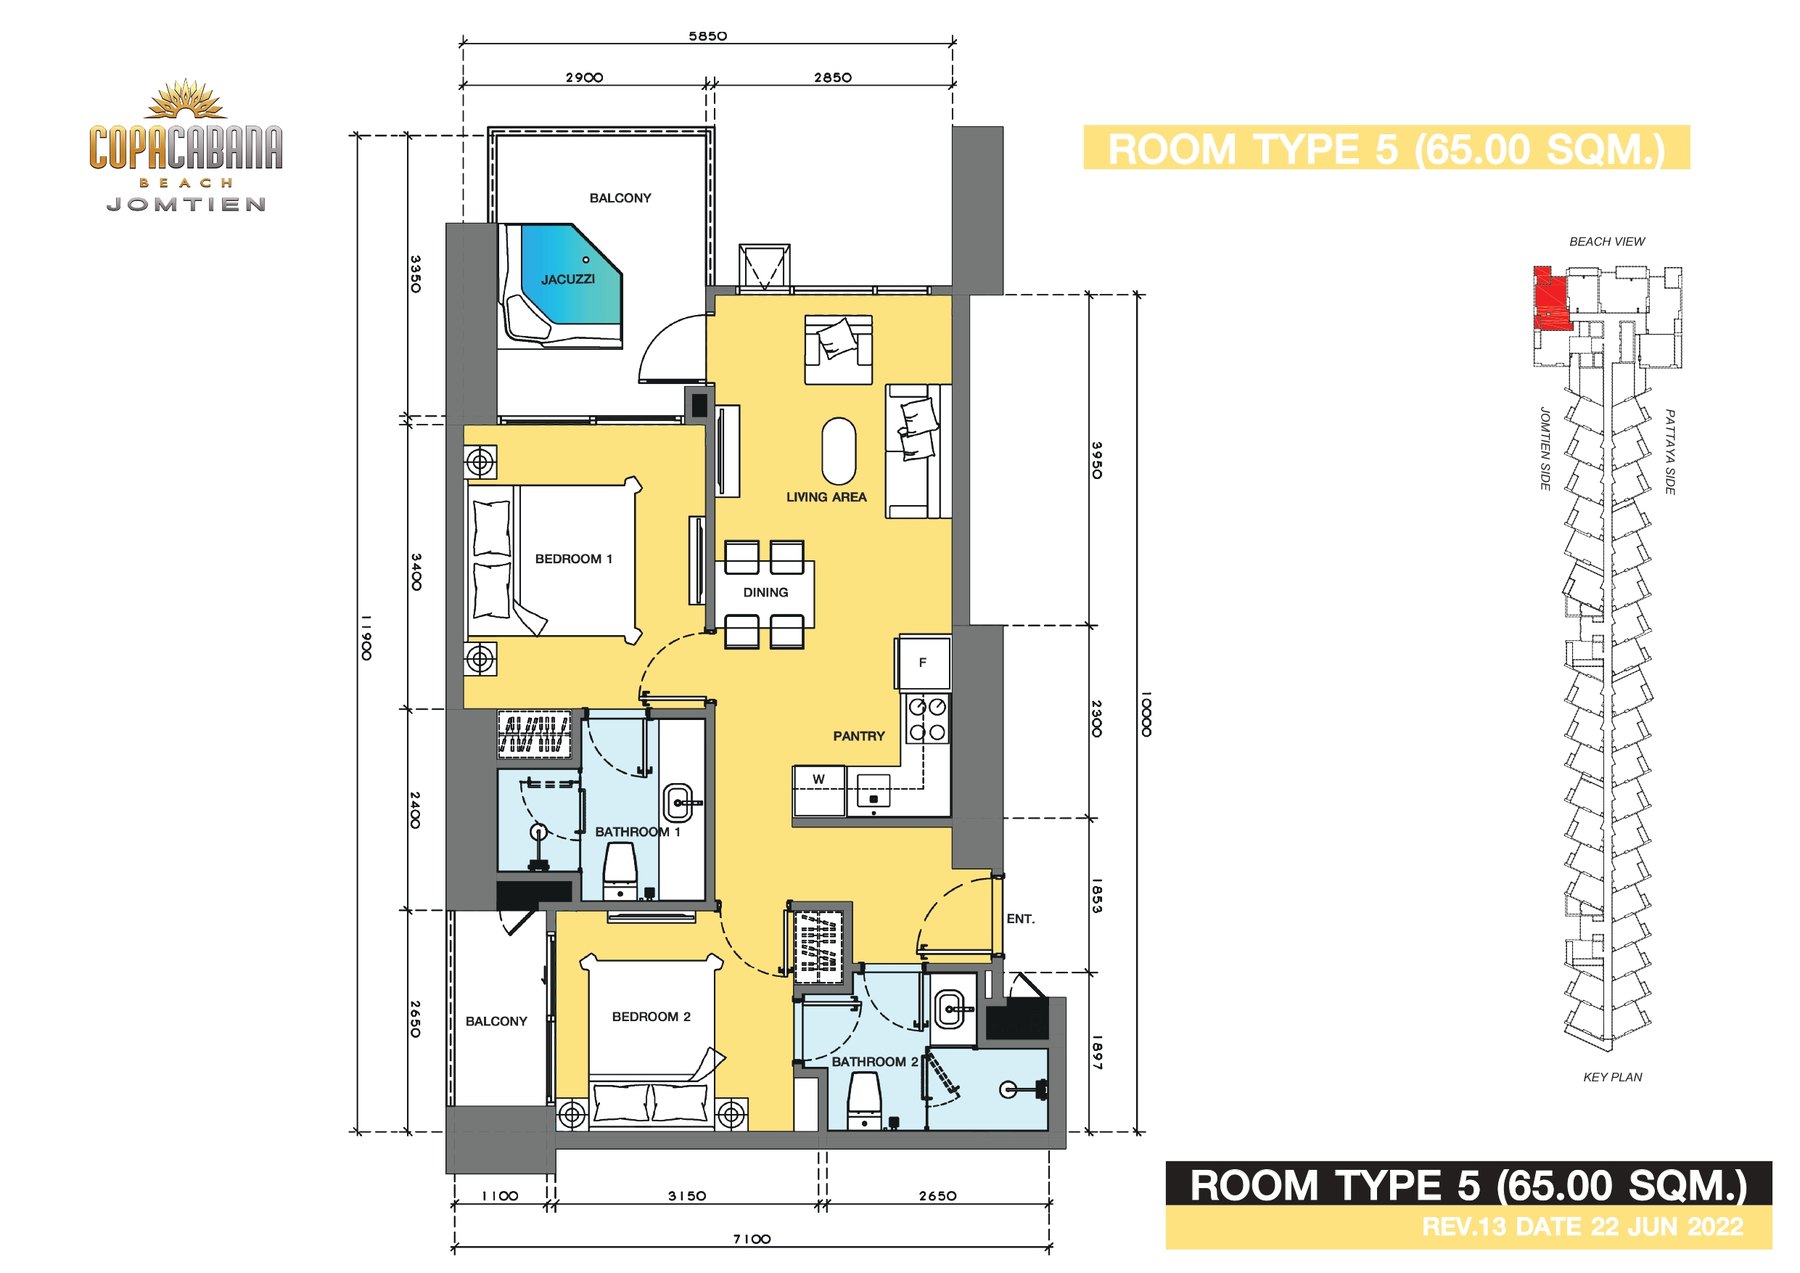 COPACABANA
BEACH
JOMTIEN
5850
2900
2850
ROOM TYPE 5 (65.00 SQM.)
BALCONY
JACUZZI
3350
11900
3400
2400
2650
BEDROOM 1
LIVING AREA
DINING
F
PANTRY
W
BATHROOM 1
ENT.
BALCONY
BEDROOM 2
BATHROOM 2
3950
2300
10000
1853
1897
1100
3150
2650
7100
BEACH VIEW
JOMTIEN SIDE
PATTAYA SIDE
KEY PLAN
ROOM TYPE 5 (65.00 SQM.)
REV.13 DATE 22 JUN 2022